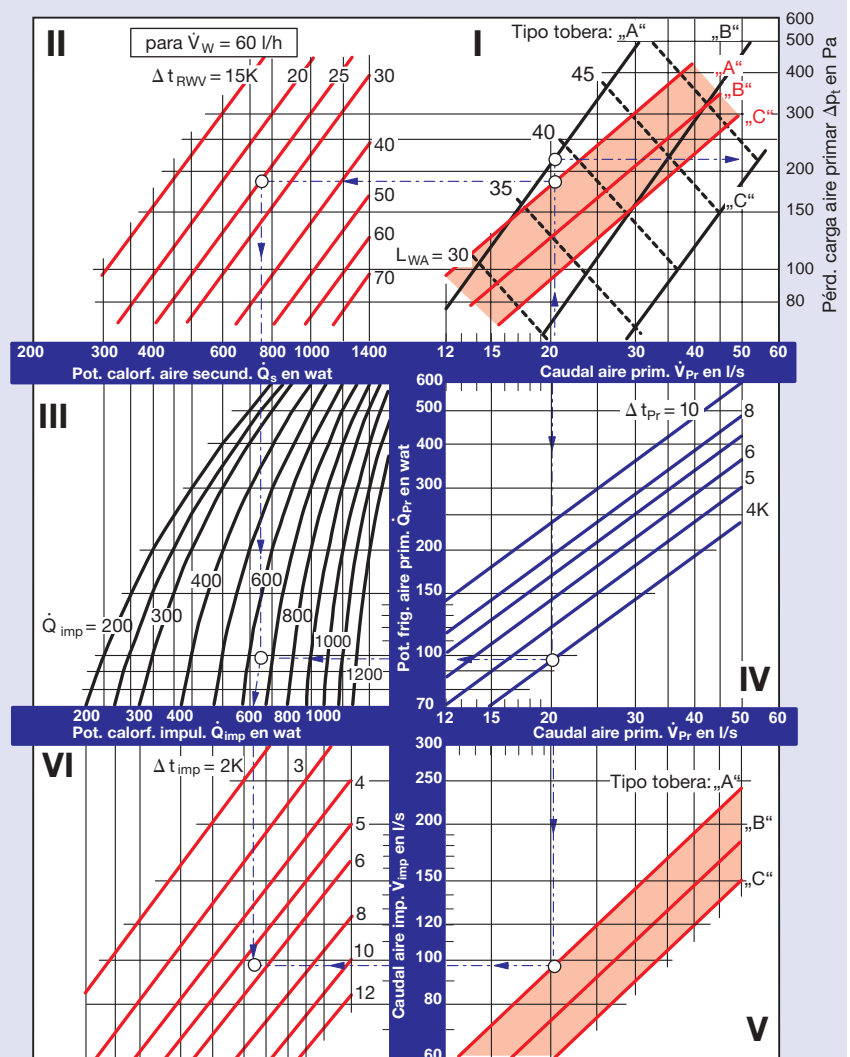 II
para V̇W = 60 l/h
Δ tRWV = 15K
20
25
30
40
50
60
70
I
Tipo tobera: „A“
„B“
„A“
„B“
„C“
„C“
45
40
35
LWA = 30
600
500
400
300
200
150
100
80
Pérd. carga aire primar Δpt en Pa
200 300 400 600 800 1000 1400
Pot. calorf. aire secund. Q̇s en wat
12 15 20 30 40 50 60
Caudal aire prim. V̇Pr en l/s
III
Q̇ imp = 200
300
400
600
800
1000
1200
600
500
400
300
200
150
100
70
Pot. frig. aire prim. Q̇Pr en wat
Δ tPr = 10
8
6
5
4K
IV
200 300 400 600 800 1000
Pot. calorf. impul. Q̇imp en wat
12 15 20 30 40 50 60
Caudal aire prim. V̇Pr en l/s
VI
Δ timp = 2K
3
4
5
6
8
10
12
300
250
200
150
120
100
80
60
Caudal aire imp. V̇imp en l/s
Tipo tobera: „A“
„B“
„C“
V